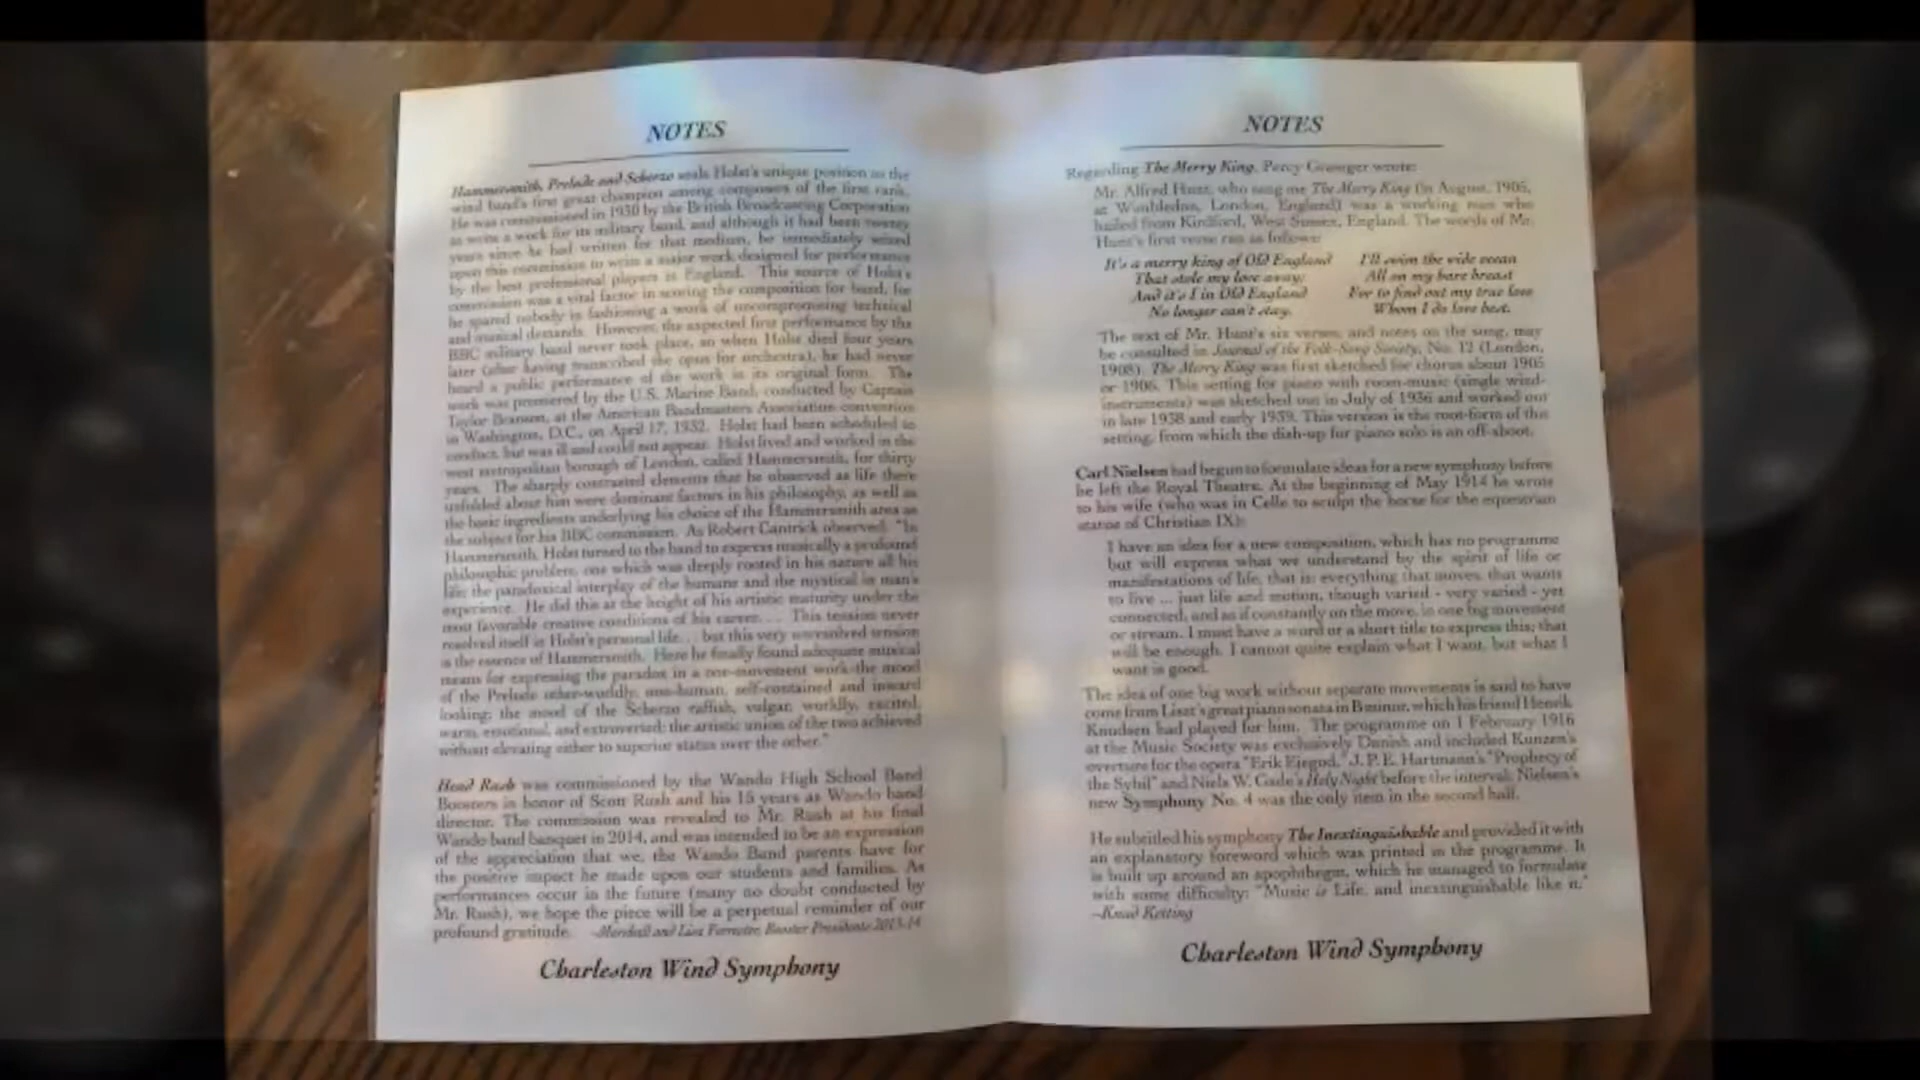 NOTES
Hammersmith, Prelude and Scherzo seals Holst's unique position as the
wind band's first great champion among composers of the first rank.
He was commissioned in 1930 by the British Broadcasting Corporation
to write a work for its military band, and although it had been twenty
years since he had written for that medium, he immediately seized
upon this commission to write a major work designed for performance
by the best professional players in England. This source of Holst's
commission was a vital factor in scoring the composition for band, for
he spared nobody in fashioning a work of uncompromising technical
and musical demands. However, the expected first performance by the
BBC military band never took place, so when Holst died four years
later (after having transcribed the opus for orchestra), he had never
heard a public performance of the work in its original form. The
work was premiered by the U.S. Marine Band, conducted by Captain
Taylor Branson, at the American Bandmasters Association convention
in Washington, D.C., on April 17, 1932. Holst had been scheduled to
conduct, but was ill and could not appear. Holst lived and worked in the
west metropolitan borough of London, called Hammersmith, for thirty
years. The sharply contrasted elements that he observed as life there
unfolded about him were dominant factors in his philosophy, as well as
the basic ingredients underlying his choice of the Hammersmith area as
the subject for his BBC commission. As Robert Cantrick observed: "In
Hammersmith, Holst turned to the band to express musically a profound
philosophic problem, one which was deeply rooted in his nature all his
life: the paradoxical interplay of the humane and the mystical in man's
experience. He did this at the height of his artistic maturity under the
most favorable creative conditions of his career.... This tension never
resolved itself in Holst's personal life... but this very unresolved tension
is the essence of Hammersmith. Here he finally found adequate musical
means for expressing the paradox in a one-movement work-the mood
of the Prelude other-worldly, non-human, self-contained and inward
looking; the mood of the Scherzo raffish, vulgar, worldly, excited,
warm, emotional, and extroverted; the artistic union of the two achieved
without elevating either to superior status over the other."
Head Rush was commissioned by the Wando High School Band
Boosters in honor of Scott Rush and his 15 years as Wando band
director. The commission was revealed to Mr. Rush at his final
Wando band banquet in 2014, and was intended to be an expression
of the appreciation that we, the Wando Band parents have for
the positive impact he made upon our students and families. As
performances occur in the future (many no doubt conducted by
Mr. Rush), we hope the piece will be a perpetual reminder of our
profound gratitude. -Marshall and Lisa Forrester, Booster Presidents 2013-14
Charleston Wind Symphony
NOTES
Regarding The Merry King, Percy Grainger wrote:
Mr. Alfred Hunt, who sang me The Merry King (in August, 1905,
at Wimbledon, London, England) was a working man who
hailed from Kirdford, West Sussex, England. The words of Mr.
Hunt's first verse ran as follows:
It's a merry king of Old England
That stole my love away;
And it's I in Old England
No longer can't stay.
I'll swim the wide ocean
All on my bare breast
For to find out my true love
Whom I do love best.
The text of Mr. Hunt's six verses, and notes on the song, may
be consulted in Journal of the Folk-Song Society, No. 12 (London,
1908). The Merry King was first sketched for chorus about 1905
or 1906. This setting for piano with room-music (single wind-
instruments) was sketched out in July of 1936 and worked out
in late 1938 and early 1939. This version is the root-form of this
setting, from which the dish-up for piano solo is an off-shoot.
Carl Nielsen had begun to formulate ideas for a new symphony before
he left the Royal Theatre. At the beginning of May 1914 he wrote
to his wife (who was in Celle to sculpt the horse for the equestrian
statue of Christian IX):
I have an idea for a new composition, which has no programme
but will express what we understand by the spirit of life or
manifestations of life, that is: everything that moves, that wants
to live ... just life and motion, though varied - very varied - yet
connected, and as if constantly on the move, in one big movement
or stream. I must have a word or a short title to express this; that
will be enough. I cannot quite explain what I want, but what I
want is good.
The idea of one big work without separate movements is said to have
come from Liszt's great piano sonata in B minor, which his friend Henrik
Knudsen had played for him. The programme on 1 February 1916
at the Music Society was exclusively Danish and included Kunzen's
overture for the opera "Erik Ejegod," J. P. E. Hartmann's "Prophecy of
the Sybil" and Niels W. Gade's Holy Night before the interval; Nielsen's
new Symphony No. 4 was the only item in the second half.
He subtitled his symphony The Inextinguishable and provided it with
an explanatory foreword which was printed in the programme. It
is built up around an apophthegm, which he managed to formulate
with some difficulty: "Music is Life, and inextinguishable like it."
-Knud Ketting
Charleston Wind Symphony